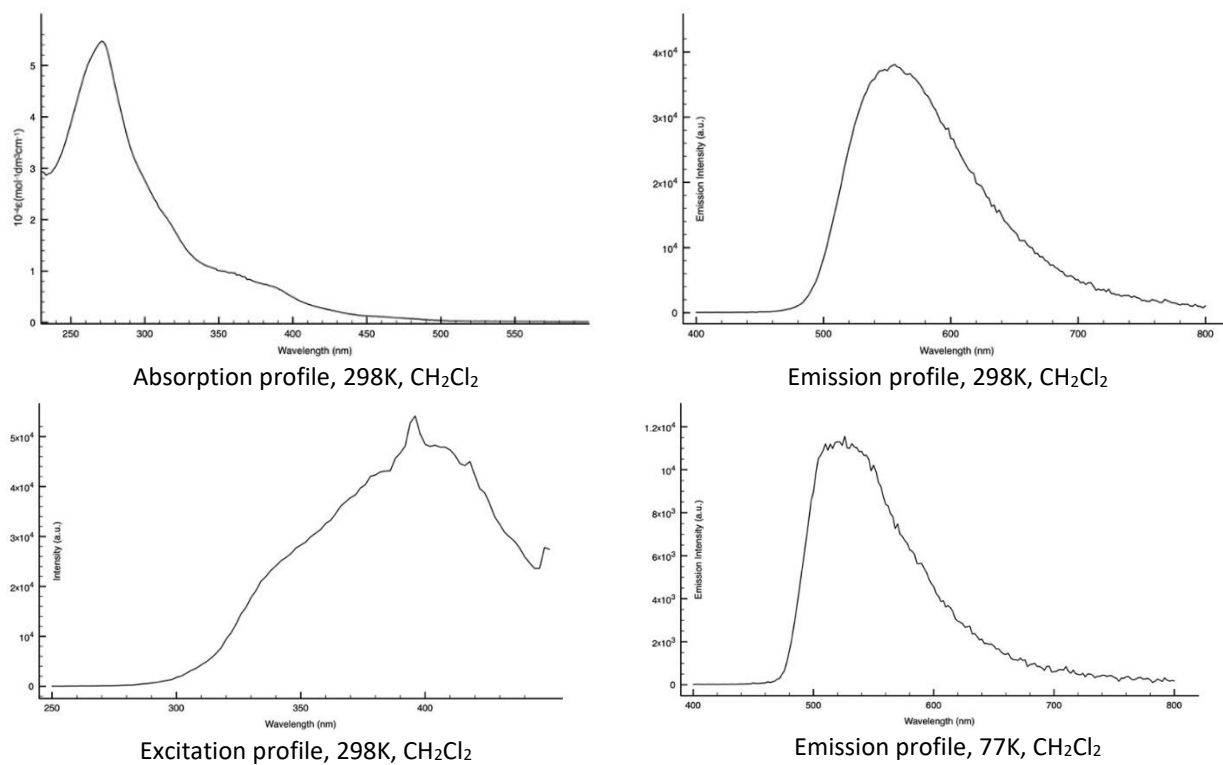 10⁻⁴ε(mol⁻¹dm³cm⁻¹)
5
4
3
2
1
0
250 300 350 400 450 500 550
Wavelength (nm)
Absorption profile, 298K, CH₂Cl₂
Emission Intensity (a.u.)
4×10⁴
3×10⁴
2×10⁴
10⁴
0
400 500 600 700 800
Wavelength (nm)
Emission profile, 298K, CH₂Cl₂
Intensity (a.u.)
5×10⁴
4×10⁴
3×10⁴
2×10⁴
10⁴
0
250 300 350 400
Wavelength (nm)
Excitation profile, 298K, CH₂Cl₂
Emission Intensity (a.u.)
1.2×10⁴
10⁴
8×10³
6×10³
4×10³
2×10³
0
400 500 600 700 800
Wavelength (nm)
Emission profile, 77K, CH₂Cl₂